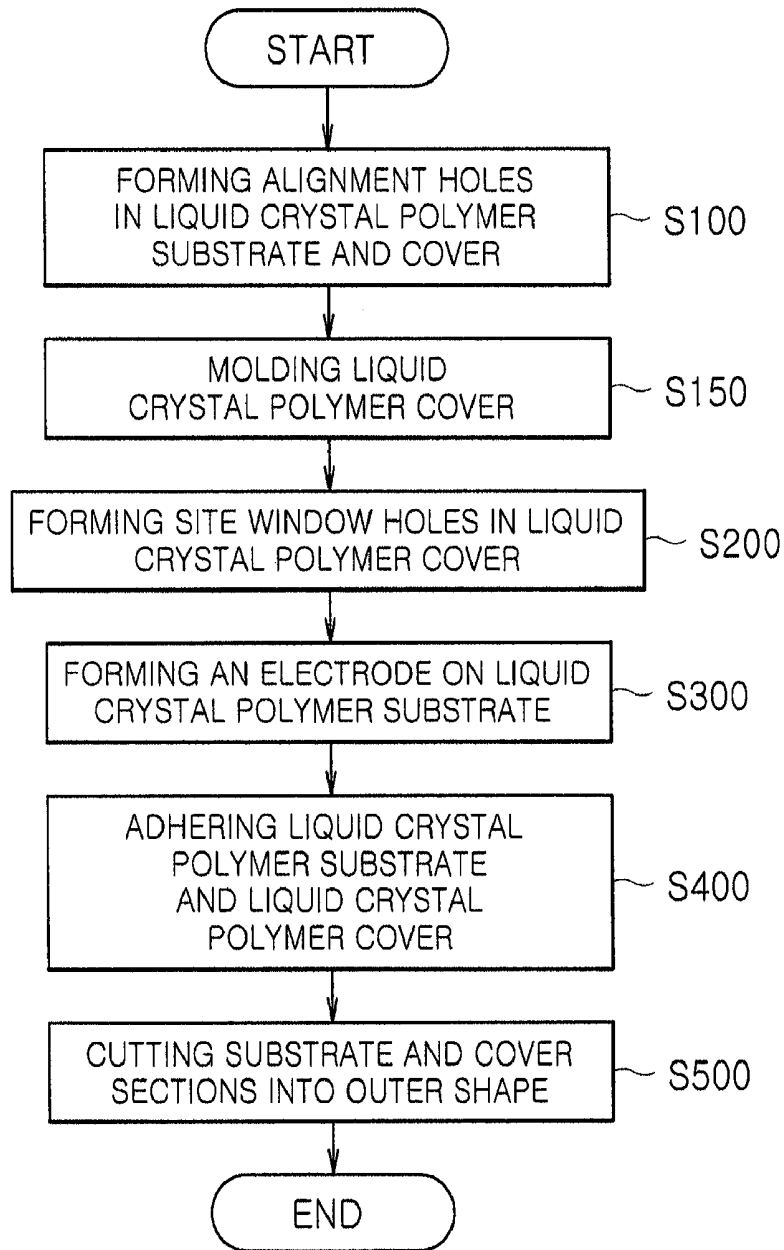 START
FORMING ALIGNMENT HOLES
IN LIQUID CRYSTAL POLYMER
SUBSTRATE AND COVER
S100
MOLDING LIQUID
CRYSTAL POLYMER COVER
S150
FORMING SITE WINDOW HOLES IN LIQUID
CRYSTAL POLYMER COVER
S200
FORMING AN ELECTRODE ON LIQUID
CRYSTAL POLYMER SUBSTRATE
S300
ADHERING LIQUID CRYSTAL
POLYMER SUBSTRATE
AND LIQUID CRYSTAL
POLYMER COVER
S400
CUTTING SUBSTRATE AND COVER
SECTIONS INTO OUTER SHAPE
S500
END